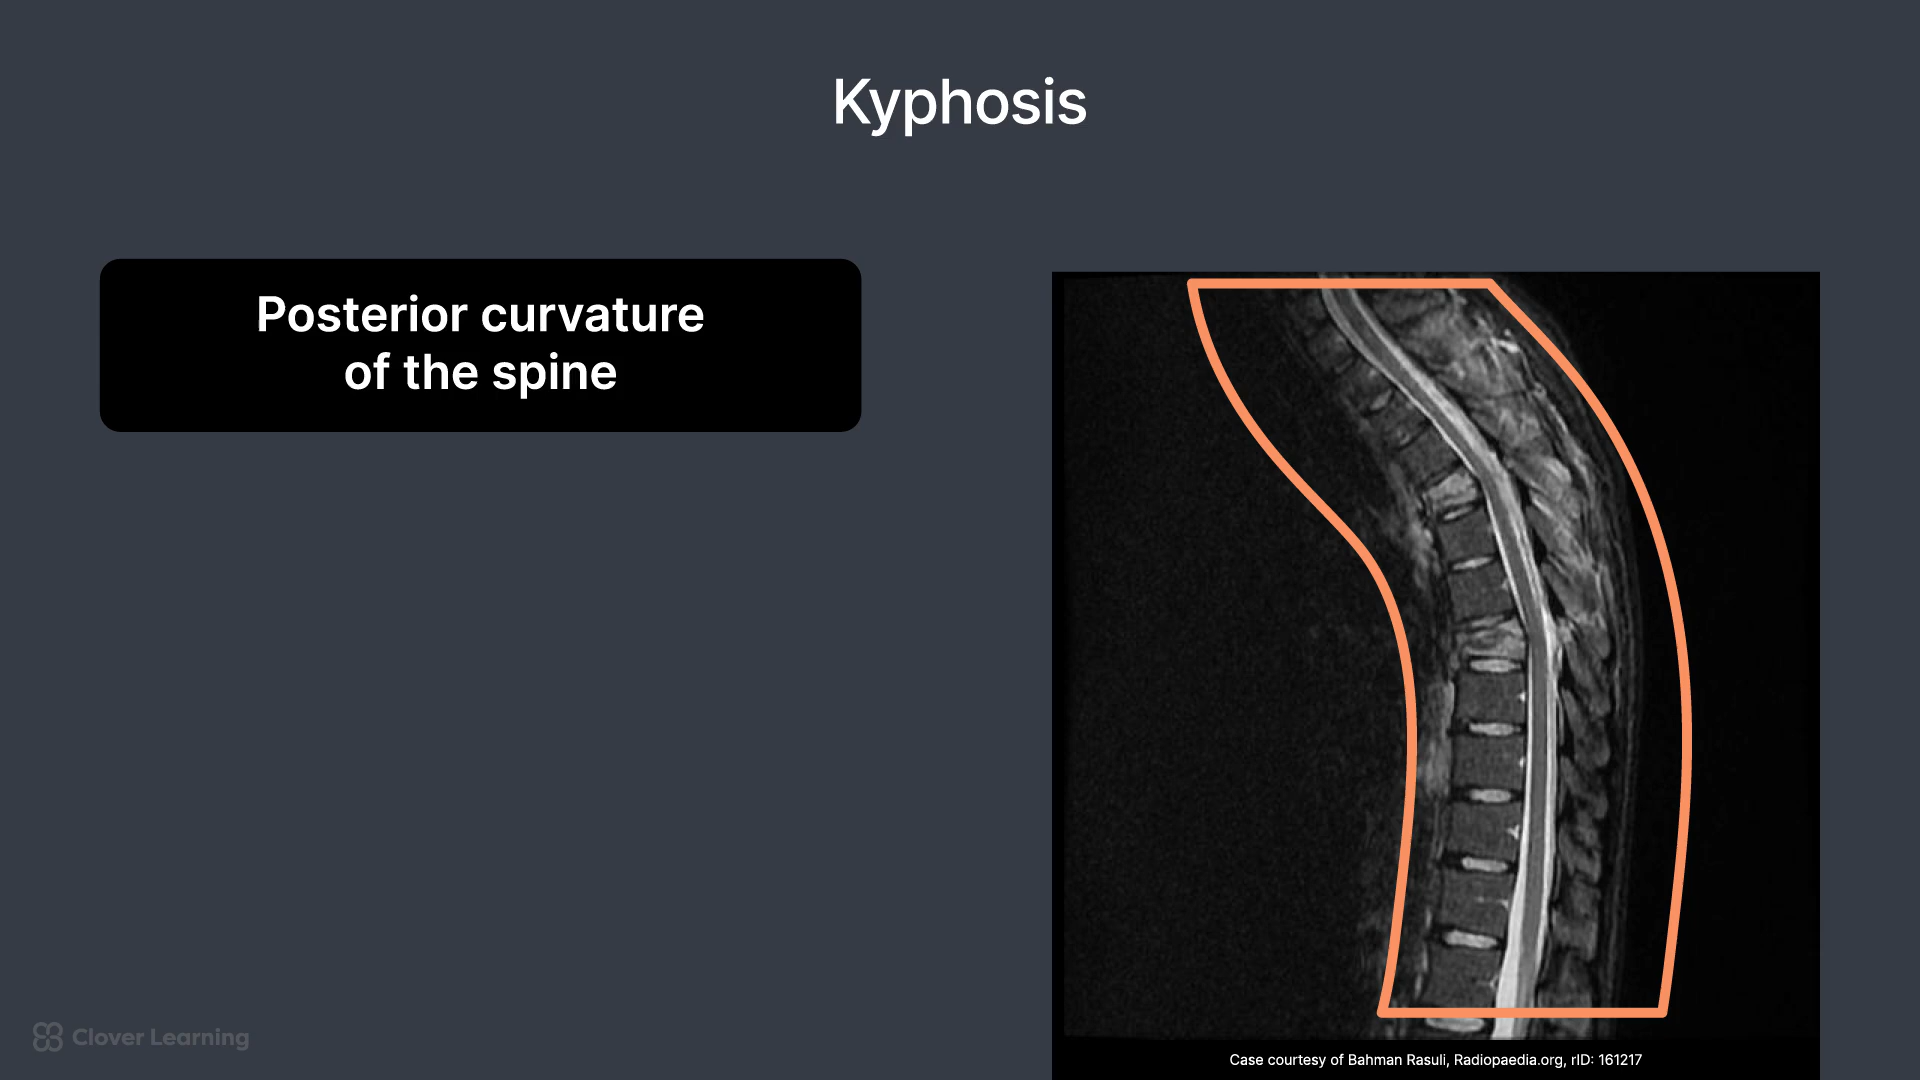 Kyphosis
Posterior curvature
of the spine
Clover Learning
Case courtesy of Bahman Rasuli, Radiopaedia.org, rID: 161217